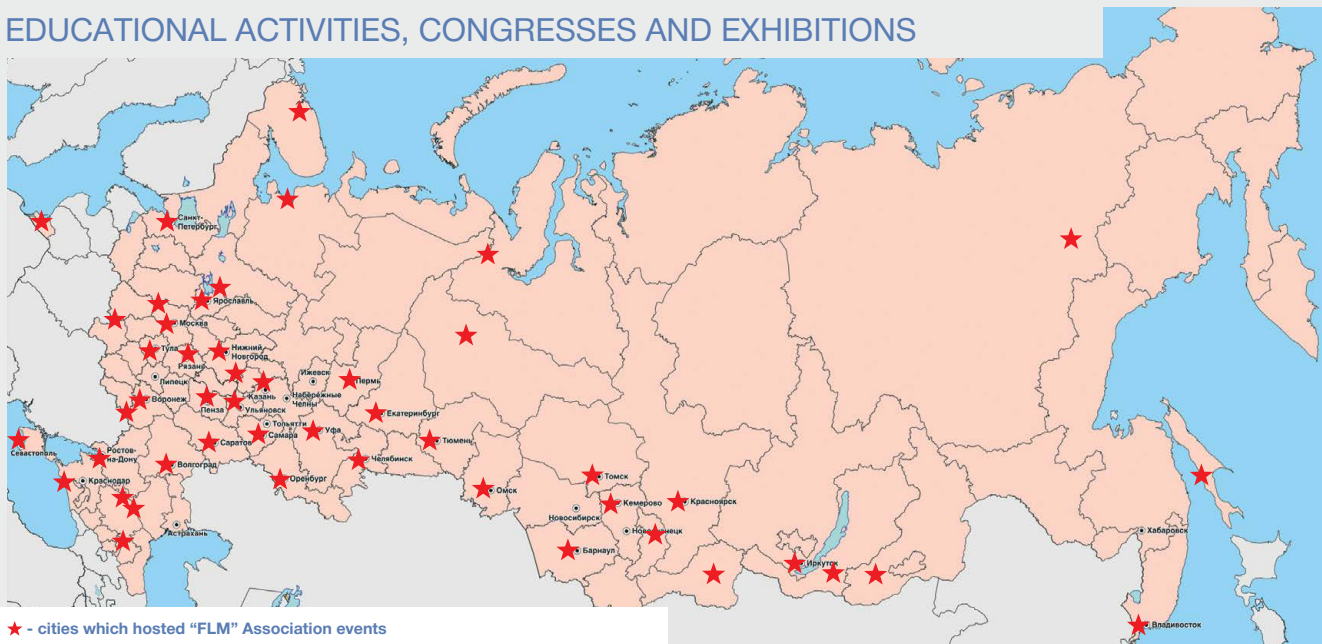 EDUCATIONAL ACTIVITIES, CONGRESSES AND EXHIBITIONS
Санкт-
Петербург
Ярославль
Москва
Тула
Нижний
Новгород
Рязань
Ижевск
Пермь
Липецк
Казань
Набережные
Челны
Воронеж
Пенза
Ульяновск
Екатеринбург
Тольятти
Самара
Уфа
Саратов
Тюмень
Севастополь
Ростов-
на-Дону
Волгоград
Челябинск
Краснодар
Оренбург
Омск
Томск
Кемерово
Красноярск
Новосибирск
Астрахань
Барнаул
Иркутск
Хабаровск
Владивосток
- cities which hosted “FLM” Association events